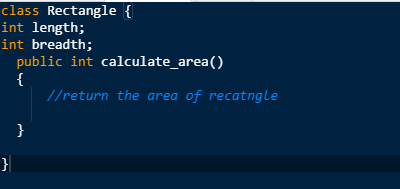 class Rectangle {
int length;
int breadth;
public int calculate_area()
{
//return the area of recatngle
}
}